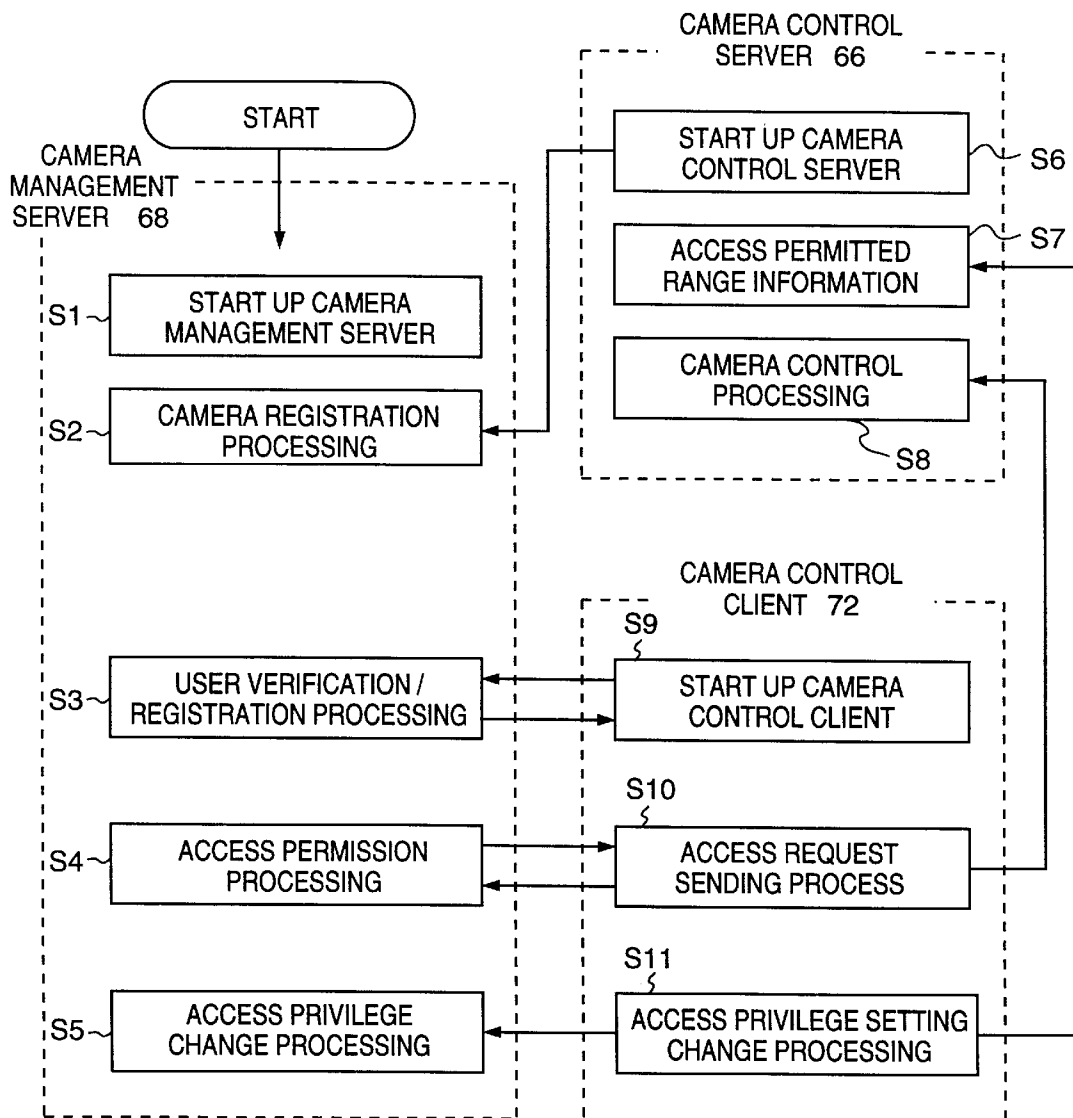 START
CAMERA
MANAGEMENT
SERVER 68
S1
START UP CAMERA
MANAGEMENT SERVER
S2
CAMERA REGISTRATION
PROCESSING
S3
USER VERIFICATION /
REGISTRATION PROCESSING
S4
ACCESS PERMISSION
PROCESSING
S5
ACCESS PRIVILEGE
CHANGE PROCESSING
CAMERA CONTROL
SERVER 66
START UP CAMERA
CONTROL SERVER
S6
ACCESS PERMITTED
RANGE INFORMATION
S7
CAMERA CONTROL
PROCESSING
S8
CAMERA CONTROL
CLIENT 72
S9
START UP CAMERA
CONTROL CLIENT
S10
ACCESS REQUEST
SENDING PROCESS
S11
ACCESS PRIVILEGE SETTING
CHANGE PROCESSING